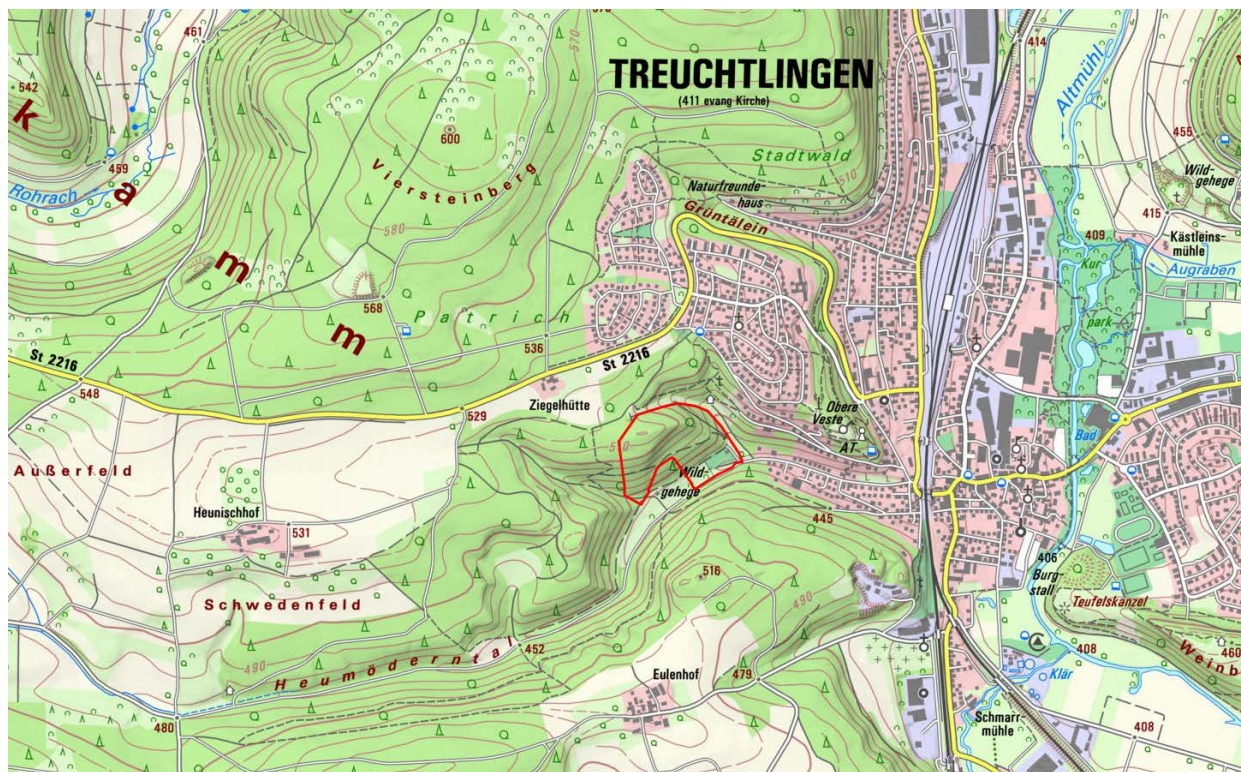 TREUCHTLINGEN
(411 evang Kirche)
461
542
k
459
Rohrach
a
600
Viersteinberg
570
580
m
m
568
Patrich
536
St 2216
St 2216
548
529
Ziegelhütte
Außerfeld
Heunischhof
531
Schwedenfeld
490
Heumöderntal
452
480
Stadtwald
510
Naturfreunde-
haus
Grüntälein
Obere
Veste
AT
510
Wild-
gehege
445
516
490
Eulenhof
479
414
Altmühl
455
Wild-
gehege
415
Kästleins-
mühle
409
Kur
park
Augraben
Bad
406
Burg-
stall
Teufelskanzel
408
Klär
Schmarr-
mühle
408
460
Weinb